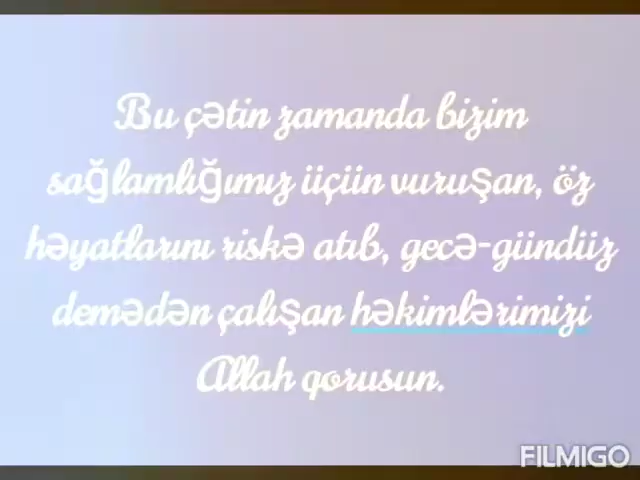 Bu çətin zamanda bizim
sağlamlığımız üçün vuruşan, öz
həyatlarını riskə atıb, gecə-gündüz
demədən çalışan həkimlərimizi
Allah qorusun.
FILMIGO